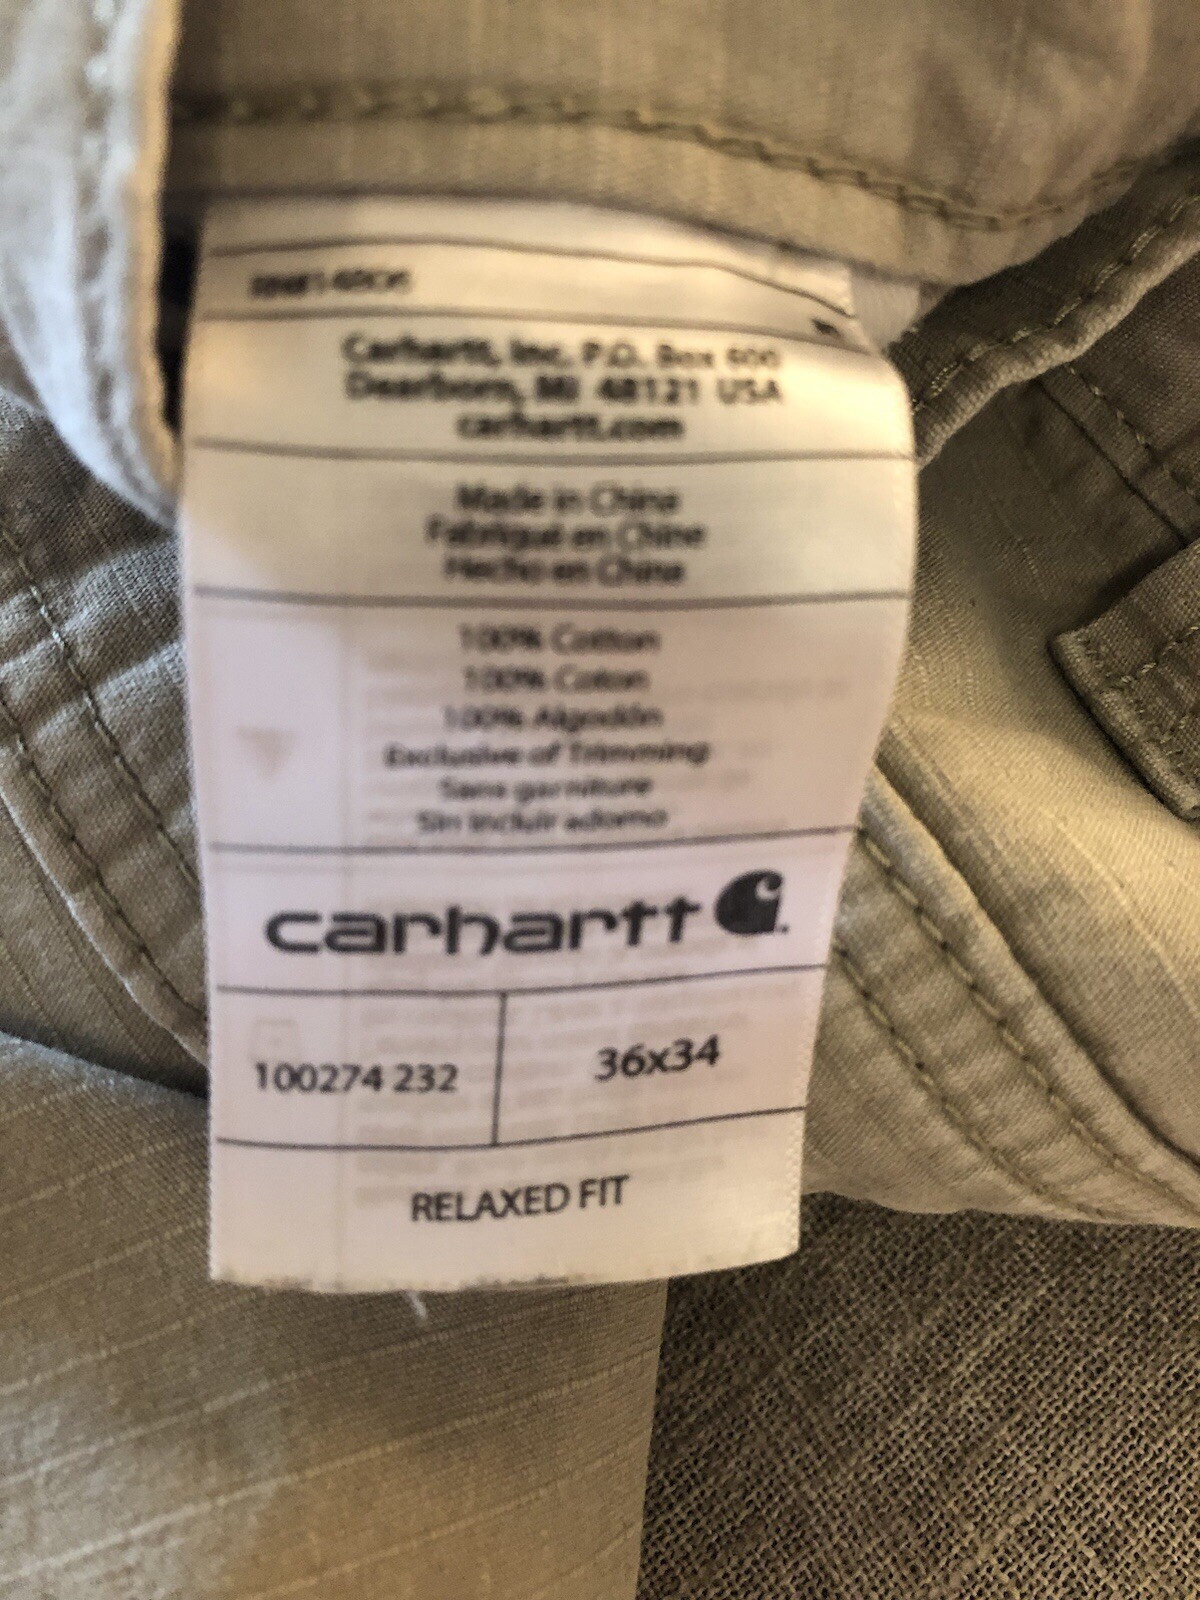 Carhartt, Inc. P.O. Box 600
Dearborn, MI 48121 USA
carhartt.com
Made in China
Fabriqué en Chine
Hecho en China
100% Cotton
100% Coton
100% Algodón
Exclusive of Trimming
Sans garniture
Sin incluir adorno
carhartt
100274 232
36x34
RELAXED FIT